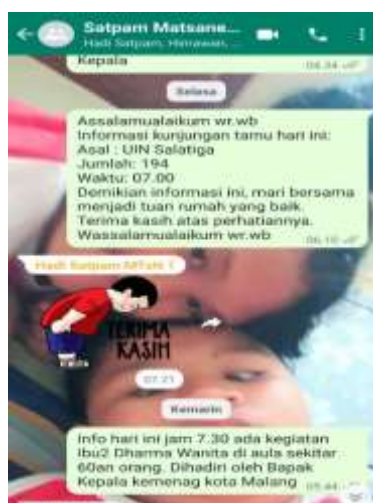 Satpam Matsane...
Hadi Satpam, Hernawan, ...
Kepala
04.34
Selasa
Assalamualaikum wr.wb
Informasi kunjungan tamu hari ini:
Asal : UIN Salatiga
Jumlah: 194
Waktu: 07.00
Demikian informasi ini, mari bersama
menjadi tuan rumah yang baik.
Terima kasih atas perhatiannya.
Wassalamualaikum wr.wb
06.10
Hadi Satpam MTsN 1
TERIMA
KASIH
07.21
Kemarin
Info hari ini jam 7.30 ada kegiatan
ibu2 Dharma Wanita di aula sekitar
60an orang. Dihadiri oleh Bapak
Kepala kemenag kota Malang
05.44